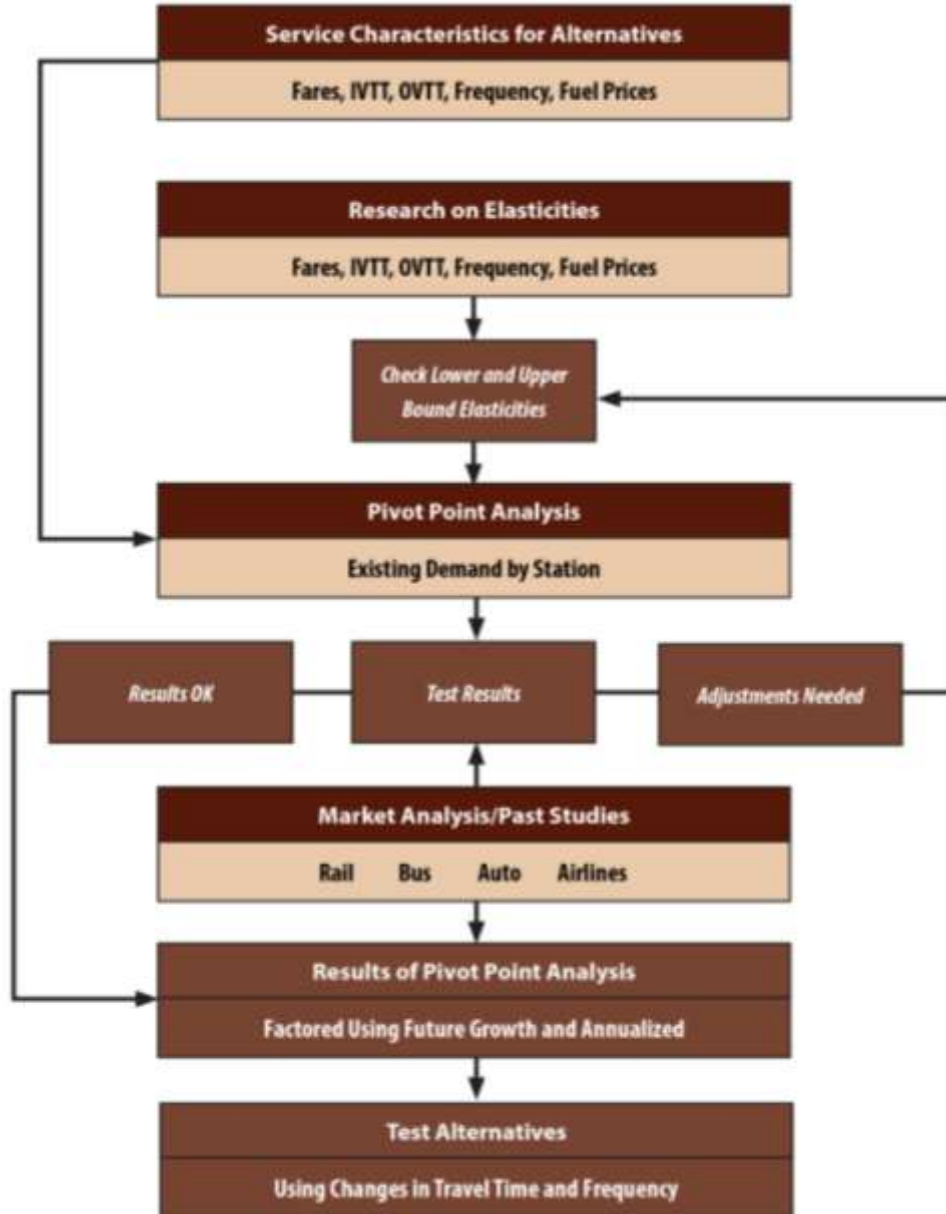 Service Characteristics for Alternatives
Fares, IVTT, OVTT, Frequency, Fuel Prices
Research on Elasticities
Fares, IVTT, OVTT, Frequency, Fuel Prices
Check Lower and Upper
Bound Elasticities
Pivot Point Analysis
Existing Demand by Station
Results OK
Test Results
Adjustments Needed
Market Analysis/Past Studies
Rail Bus Auto Airlines
Results of Pivot Point Analysis
Factored Using Future Growth and Annualized
Test Alternatives
Using Changes in Travel Time and Frequency